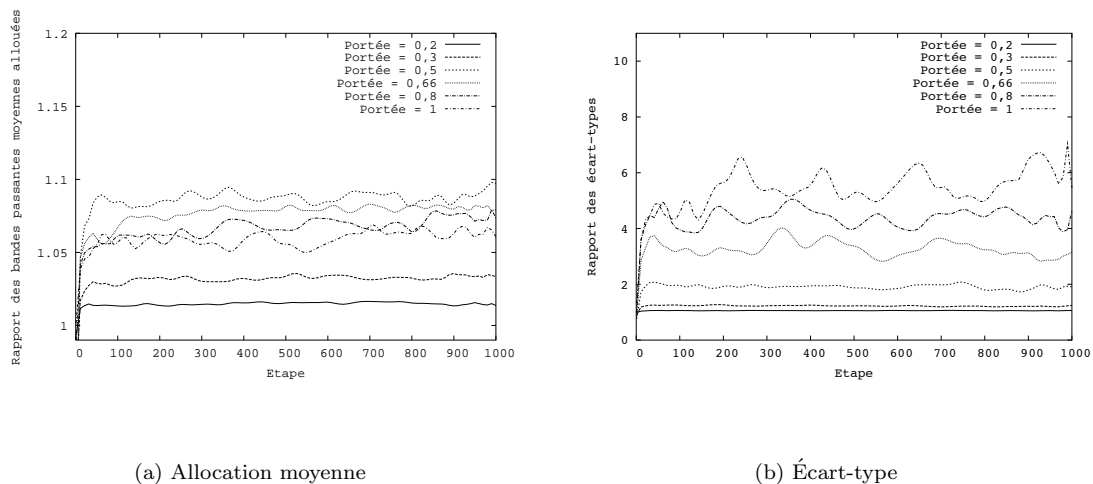 Rapport des bandes passantes moyennes allouées
1.2
1.15
1.1
1.05
1
0 100 200 300 400 500 600 700 800 900 1000
Etape
Portée = 0,2
Portée = 0,3
Portée = 0,5
Portée = 0,66
Portée = 0,8
Portée = 1
(a) Allocation moyenne
Rapport des écart-types
10
8
6
4
2
0
0 100 200 300 400 500 600 700 800 900 1000
Etape
Portée = 0,2
Portée = 0,3
Portée = 0,5
Portée = 0,66
Portée = 0,8
Portée = 1
(b) Écart-type